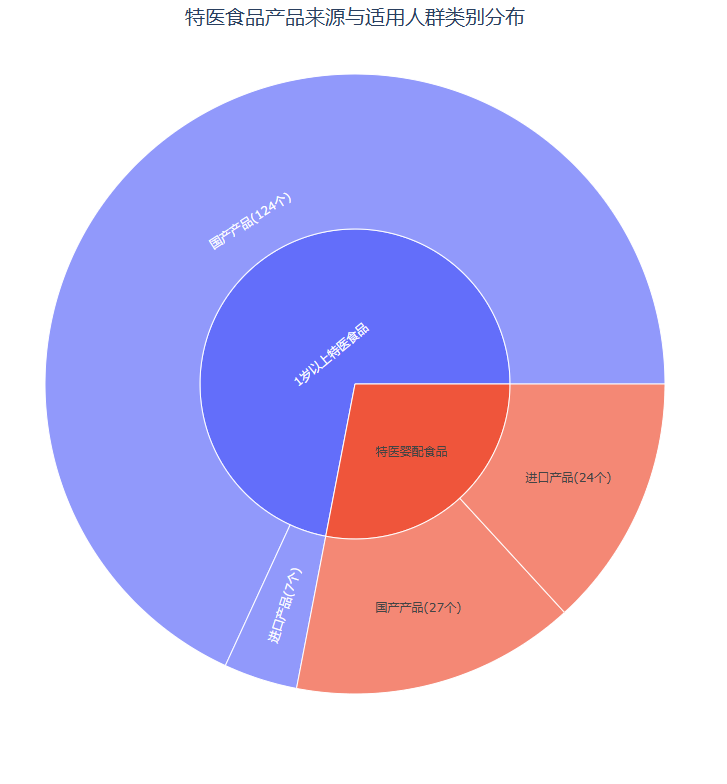 特医食品产品来源与适用人群类别分布
国产产品(124个)
1岁以上特医食品
特医婴配食品
进口产品(24个)
进口产品(7个)
国产产品(27个)